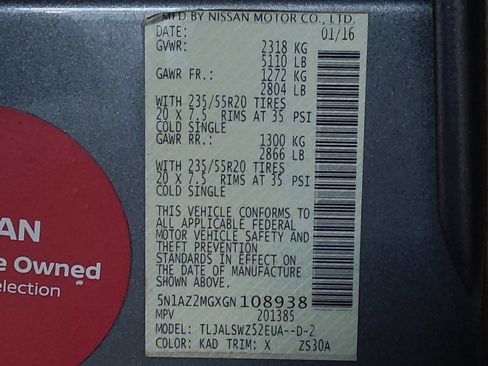 MFD BY NISSAN MOTOR CO., LTD.
DATE: 01/16
GVWR: 2318 KG
5110 LB
GAWR FR.: 1272 KG
2804 LB
WITH 235/55R20 TIRES
20 X 7.5 RIMS AT 35 PSI
COLD SINGLE
GAWR RR.: 1300 KG
2866 LB
WITH 235/55R20 TIRES
20 X 7.5 RIMS AT 35 PSI
COLD SINGLE
THIS VEHICLE CONFORMS TO
ALL APPLICABLE FEDERAL
MOTOR VEHICLE SAFETY AND
THEFT PREVENTION
STANDARDS IN EFFECT ON
THE DATE OF MANUFACTURE
SHOWN ABOVE.
5N1AZ2MGXGN108938
MPV 201385
MODEL: TLJALSWZ52EUA--D-2
COLOR: KAD TRIM: X ZS30A
AN
e Owned
election